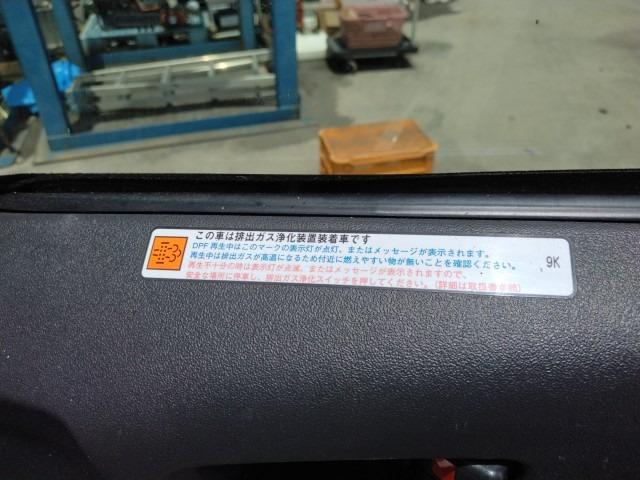 この車は排出ガス浄化装置装着車です
DPF再生中はこのマークの表示灯が点灯、またはメッセージが表示されます。
再生中は排出ガスが高温になるため付近に燃えやすい物が無いことを確認ください。
再生不十分の時は表示灯が点滅、またはメッセージが表示されますので、
安全な場所に停車し、排出ガス浄化スイッチを押してください。(詳細は取扱書参照)
9K